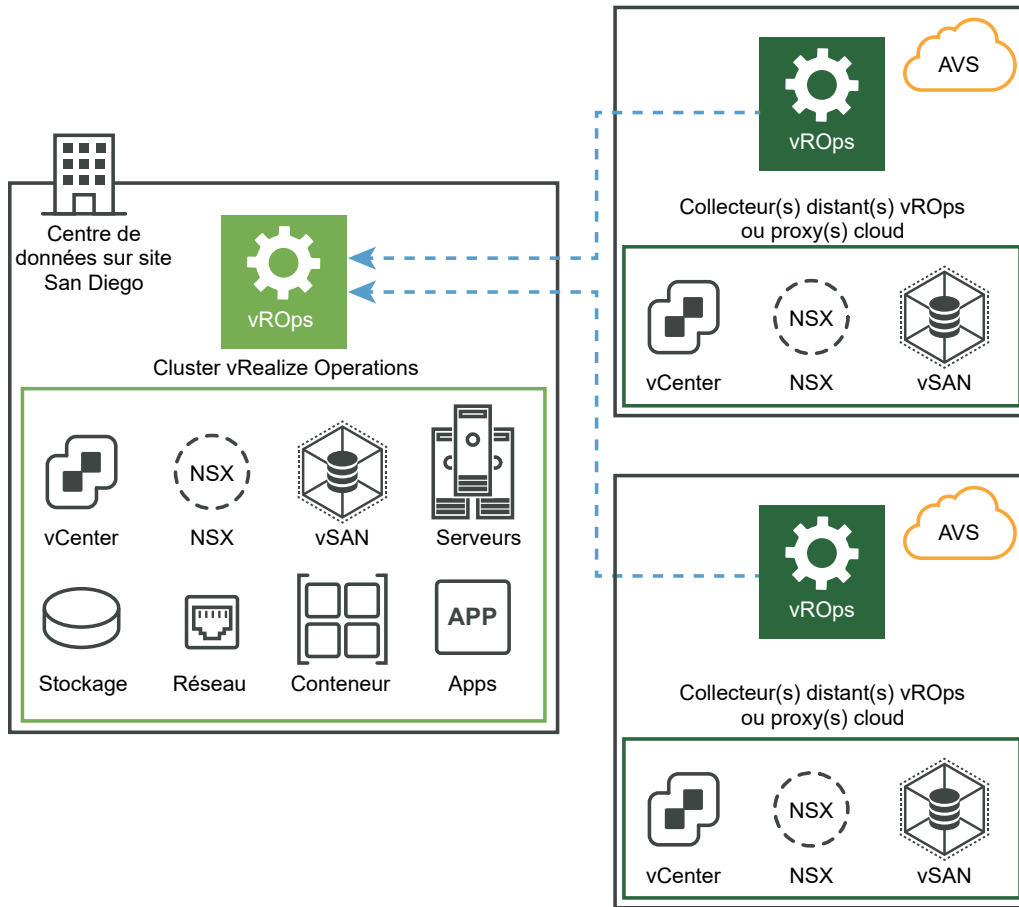 Centre de
données sur site
San Diego
vROps
Cluster vRealize Operations
NSX
vCenter
NSX
vSAN
Serveurs
APP
Stockage
Réseau
Conteneur
Apps
AVS
vROps
Collecteur(s) distant(s) vROps
ou proxy(s) cloud
NSX
vCenter
NSX
vSAN
AVS
vROps
Collecteur(s) distant(s) vROps
ou proxy(s) cloud
NSX
vCenter
NSX
vSAN